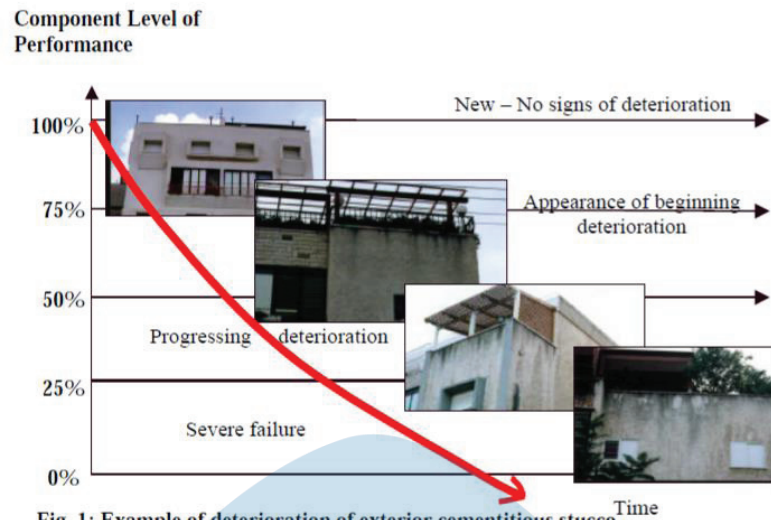 Component Level of
Performance
New – No signs of deterioration
100%
75%
Appearance of beginning
deterioration
50%
Progressing deterioration
25%
Severe failure
0%
Time
Fig. 1: Example of deterioration of exterior cementitious stucco